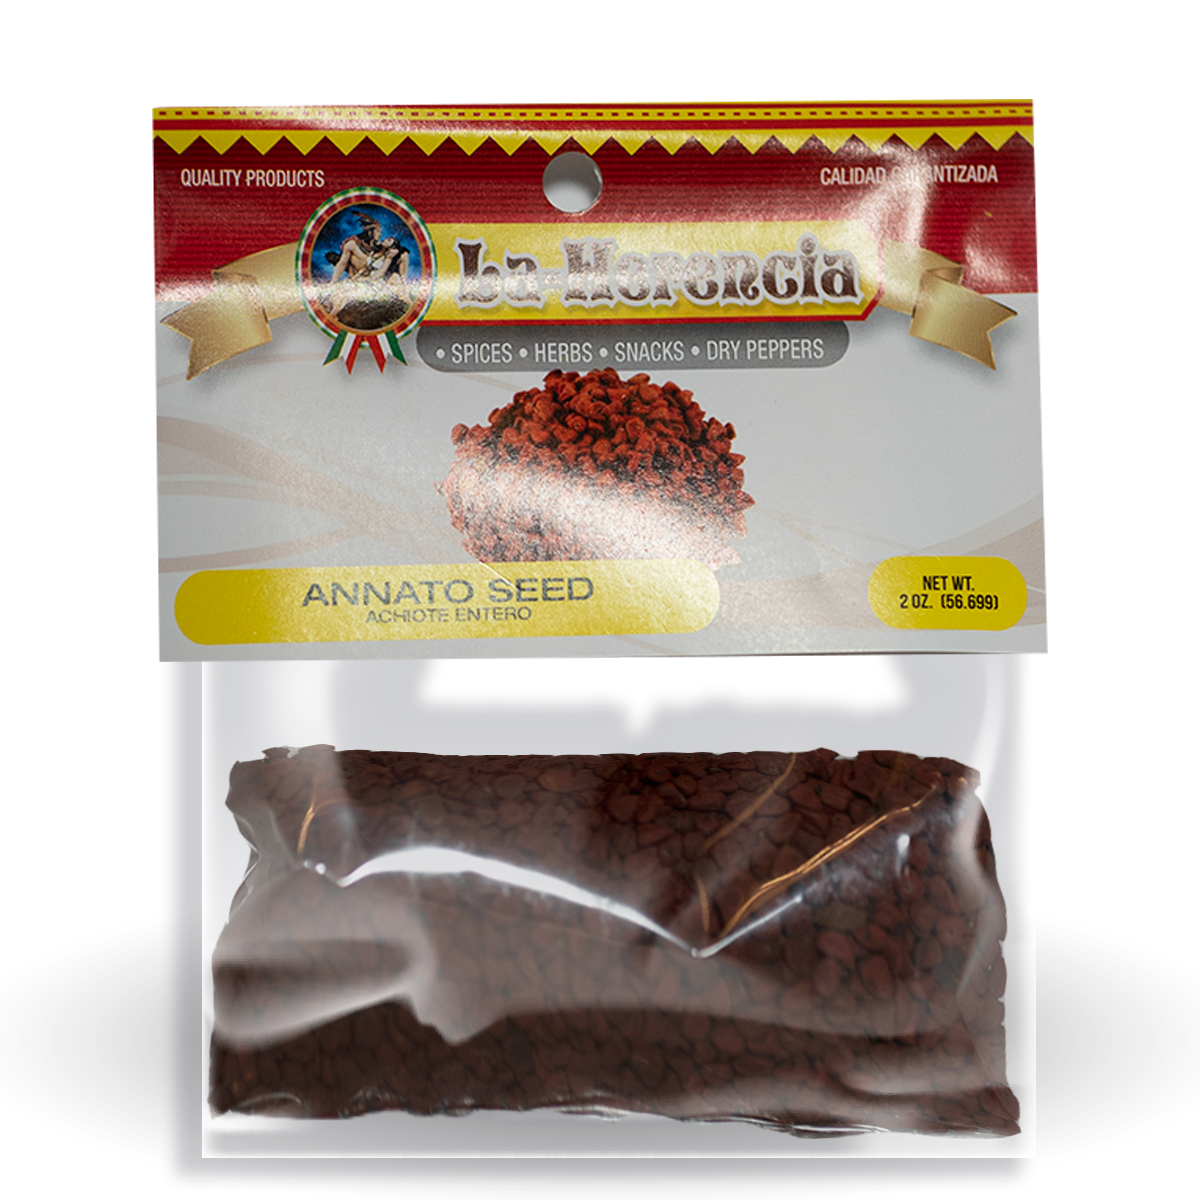 QUALITY PRODUCTS
CALIDAD GARANTIZADA
La Herencia
• SPICES • HERBS • SNACKS • DRY PEPPERS
ANNATO SEED
ACHIOTE ENTERO
NET WT.
2 OZ. (56.699)